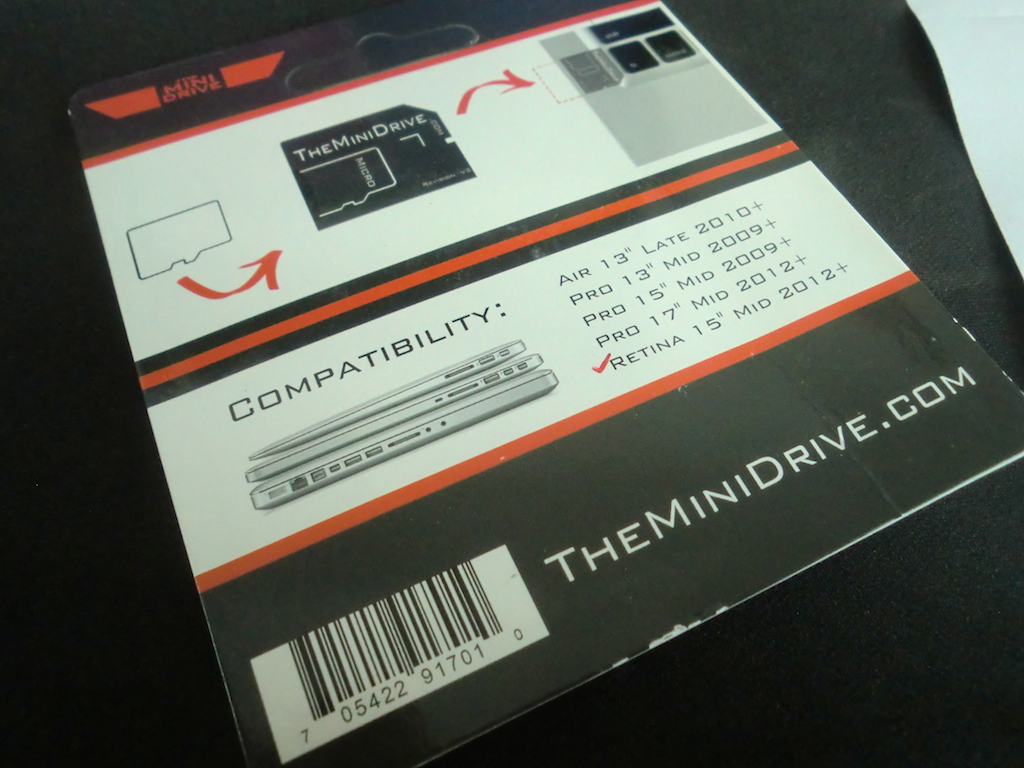 THE
MINI
DRIVE
THEMINIDRIVE
.COM
MICRO
REVISION V2
COMPATIBILITY:
AIR 13" LATE 2010+
PRO 13" MID 2009+
PRO 15" MID 2009+
PRO 17" MID 2012+
RETINA 15" MID 2012+
THEMINIDRIVE.COM
7 05422 91701 0